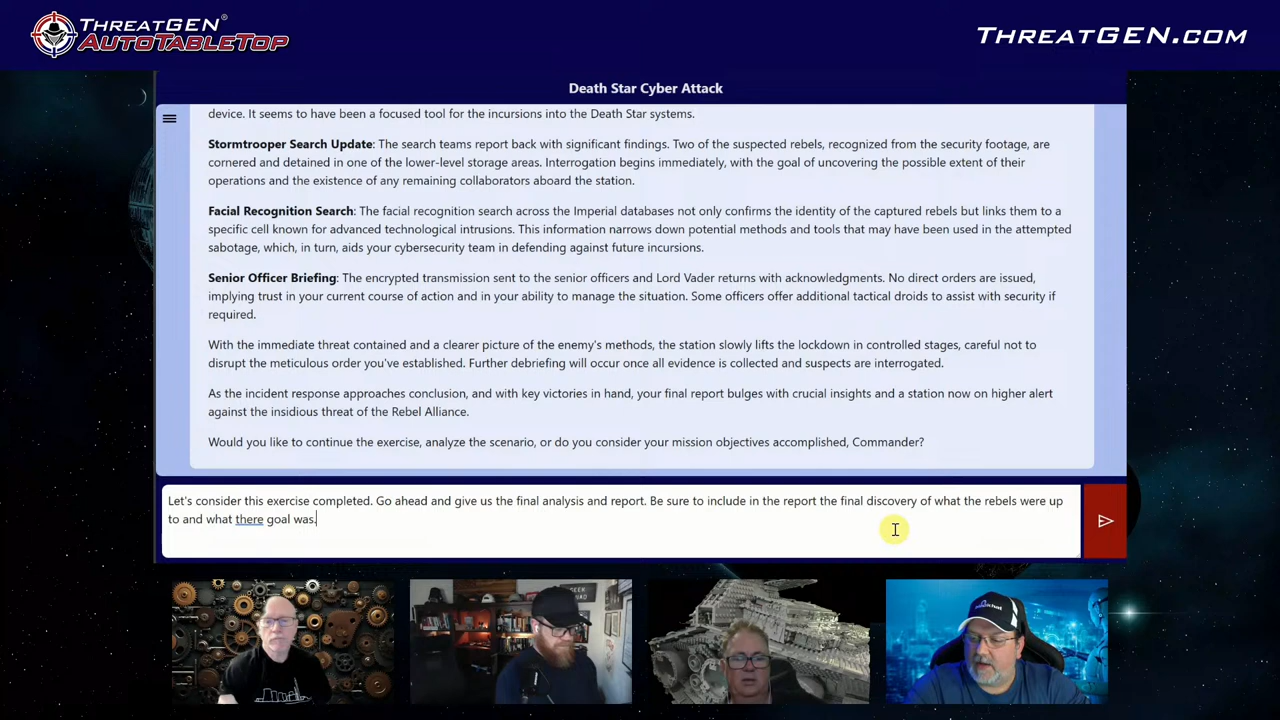 THREATGEN®
AUTOTABLETOP
THREATGEN.COM
Death Star Cyber Attack
device. It seems to have been a focused tool for the incursions into the Death Star systems.
Stormtrooper Search Update: The search teams report back with significant findings. Two of the suspected rebels, recognized from the security footage, are
cornered and detained in one of the lower-level storage areas. Interrogation begins immediately, with the goal of uncovering the possible extent of their
operations and the existence of any remaining collaborators aboard the station.
Facial Recognition Search: The facial recognition search across the Imperial databases not only confirms the identity of the captured rebels but links them to a
specific cell known for advanced technological intrusions. This information narrows down potential methods and tools that may have been used in the attempted
sabotage, which, in turn, aids your cybersecurity team in defending against future incursions.
Senior Officer Briefing: The encrypted transmission sent to the senior officers and Lord Vader returns with acknowledgments. No direct orders are issued,
implying trust in your current course of action and in your ability to manage the situation. Some officers offer additional tactical droids to assist with security if
required.
With the immediate threat contained and a clearer picture of the enemy's methods, the station slowly lifts the lockdown in controlled stages, careful not to
disrupt the meticulous order you've established. Further debriefing will occur once all evidence is collected and suspects are interrogated.
As the incident response approaches conclusion, and with key victories in hand, your final report bulges with crucial insights and a station now on higher alert
against the insidious threat of the Rebel Alliance.
Would you like to continue the exercise, analyze the scenario, or do you consider your mission objectives accomplished, Commander?
Let's consider this exercise completed. Go ahead and give us the final analysis and report. Be sure to include in the report the final discovery of what the rebels were up
to and what there goal was.